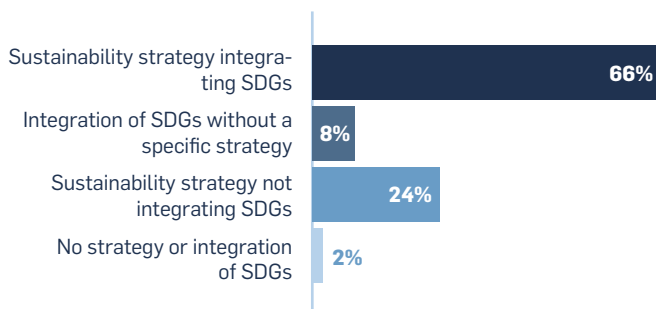 Sustainability strategy integra-
ting SDGs
66%
Integration of SDGs without a
specific strategy
8%
Sustainability strategy not
integrating SDGs
24%
No strategy or integration
of SDGs
2%